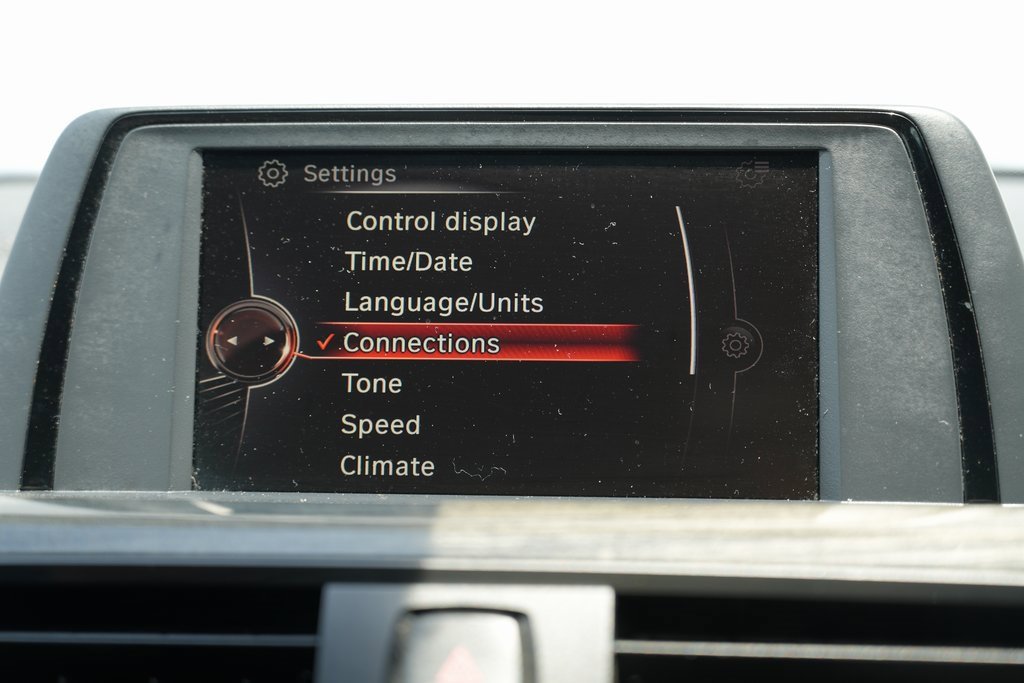 Settings
Control display
Time/Date
Language/Units
Connections
Tone
Speed
Climate